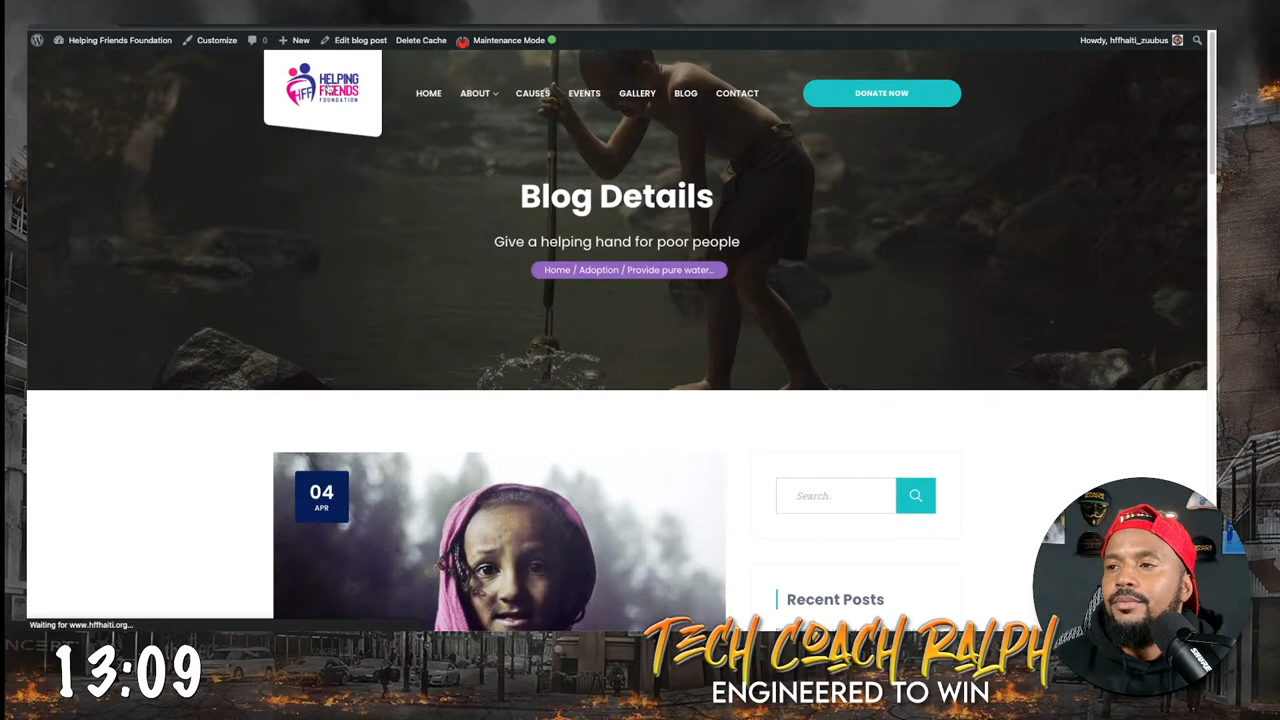 Helping Friends Foundation Customize 0 New Edit blog post Delete Cache Maintenance Mode Howdy, hffhaiti_zuubus
HELPING
FRIENDS
FOUNDATION
HFF
HOME ABOUT CAUSES EVENTS GALLERY BLOG CONTACT DONATE NOW
Blog Details
Give a helping hand for poor people
Home / Adoption / Provide pure water...
04
APR
Search..
Recent Posts
Waiting for www.hffhaiti.org...
13:09
TECH COACH RALPH
ENGINEERED TO WIN
SHURE